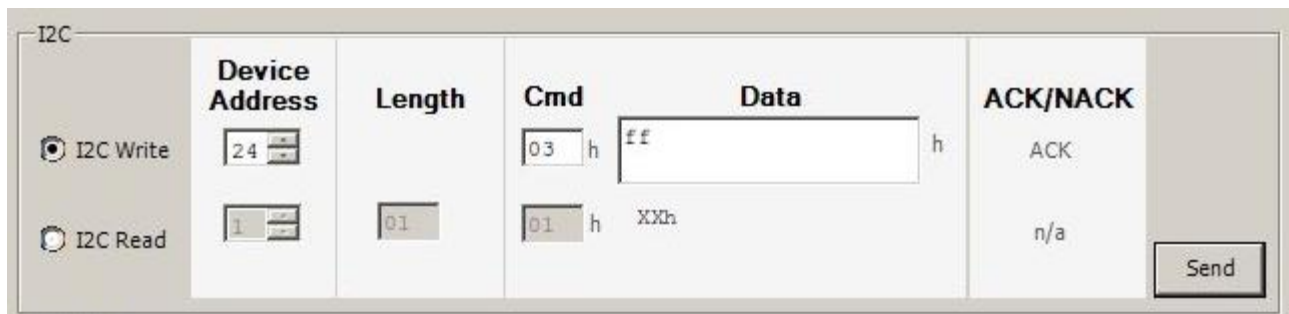 I2C
Device
Address Length Cmd Data ACK/NACK
I2C Write 24 03 h ff h ACK
I2C Read 1 01 01 h XXh n/a
Send